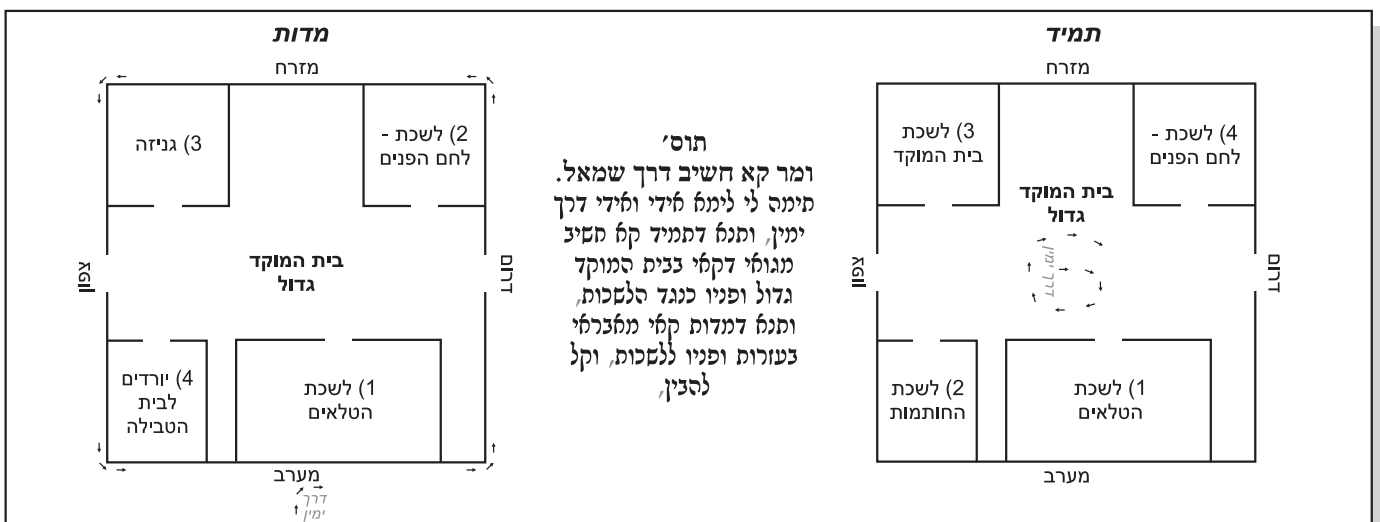 תמיד
מזרח
4) לשכת -
לחם הפנים
3) לשכת
בית המוקד
בית המוקד
גדול
דרך ימין
דרום
צפון
1) לשכת
הטלאים
2) לשכת
החותמות
מערב
תוס׳
ומר קא חשיב דרך שמאל.
תימה לי לימא אידי ואידי דרך
ימין, ותנא דתמיד קא חשיב
מגואי דקאי בבית המוקד
גדול ופניו כנגד הלשכות,
ותנא דמדות קאי מאבראי
בעזרות ופניו ללשכות, וקל
להבין,
מדות
מזרח
2) לשכת -
לחם הפנים
3) גניזה
בית המוקד
גדול
דרום
צפון
1) לשכת
הטלאים
4) יורדים
לבית
הטבילה
מערב
דרך
ימין